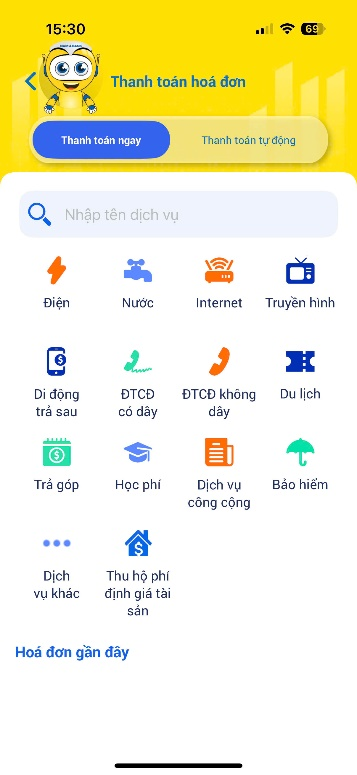 15:30
69
Thanh toán hoá đơn
Thanh toán ngay
Thanh toán tự động
Nhập tên dịch vụ
Điện
Nước
Internet
Truyền hình
Di động
trả sau
ĐTCĐ
có dây
ĐTCĐ không
dây
Du lịch
Trả góp
Học phí
Dịch vụ
công cộng
Bảo hiểm
Dịch
vụ khác
Thu hộ phí
định giá tài
sản
Hoá đơn gần đây